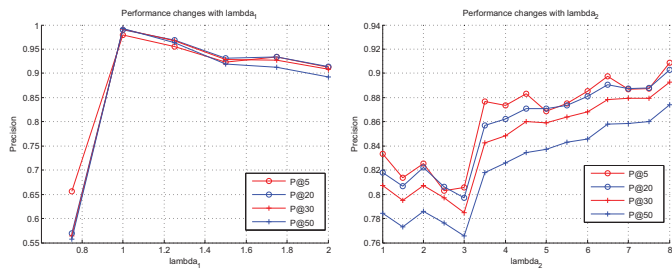 Performance changes with lambda1
Precision
1
0.95
0.9
0.85
0.8
0.75
0.7
0.65
0.6
0.55
0.8
1
1.2
1.4
1.6
1.8
2
lambda1
P@5
P@20
P@30
P@50
Performance changes with lambda2
Precision
0.94
0.92
0.9
0.88
0.86
0.84
0.82
0.8
0.78
0.76
1
2
3
4
5
6
7
8
lambda2
P@5
P@20
P@30
P@50